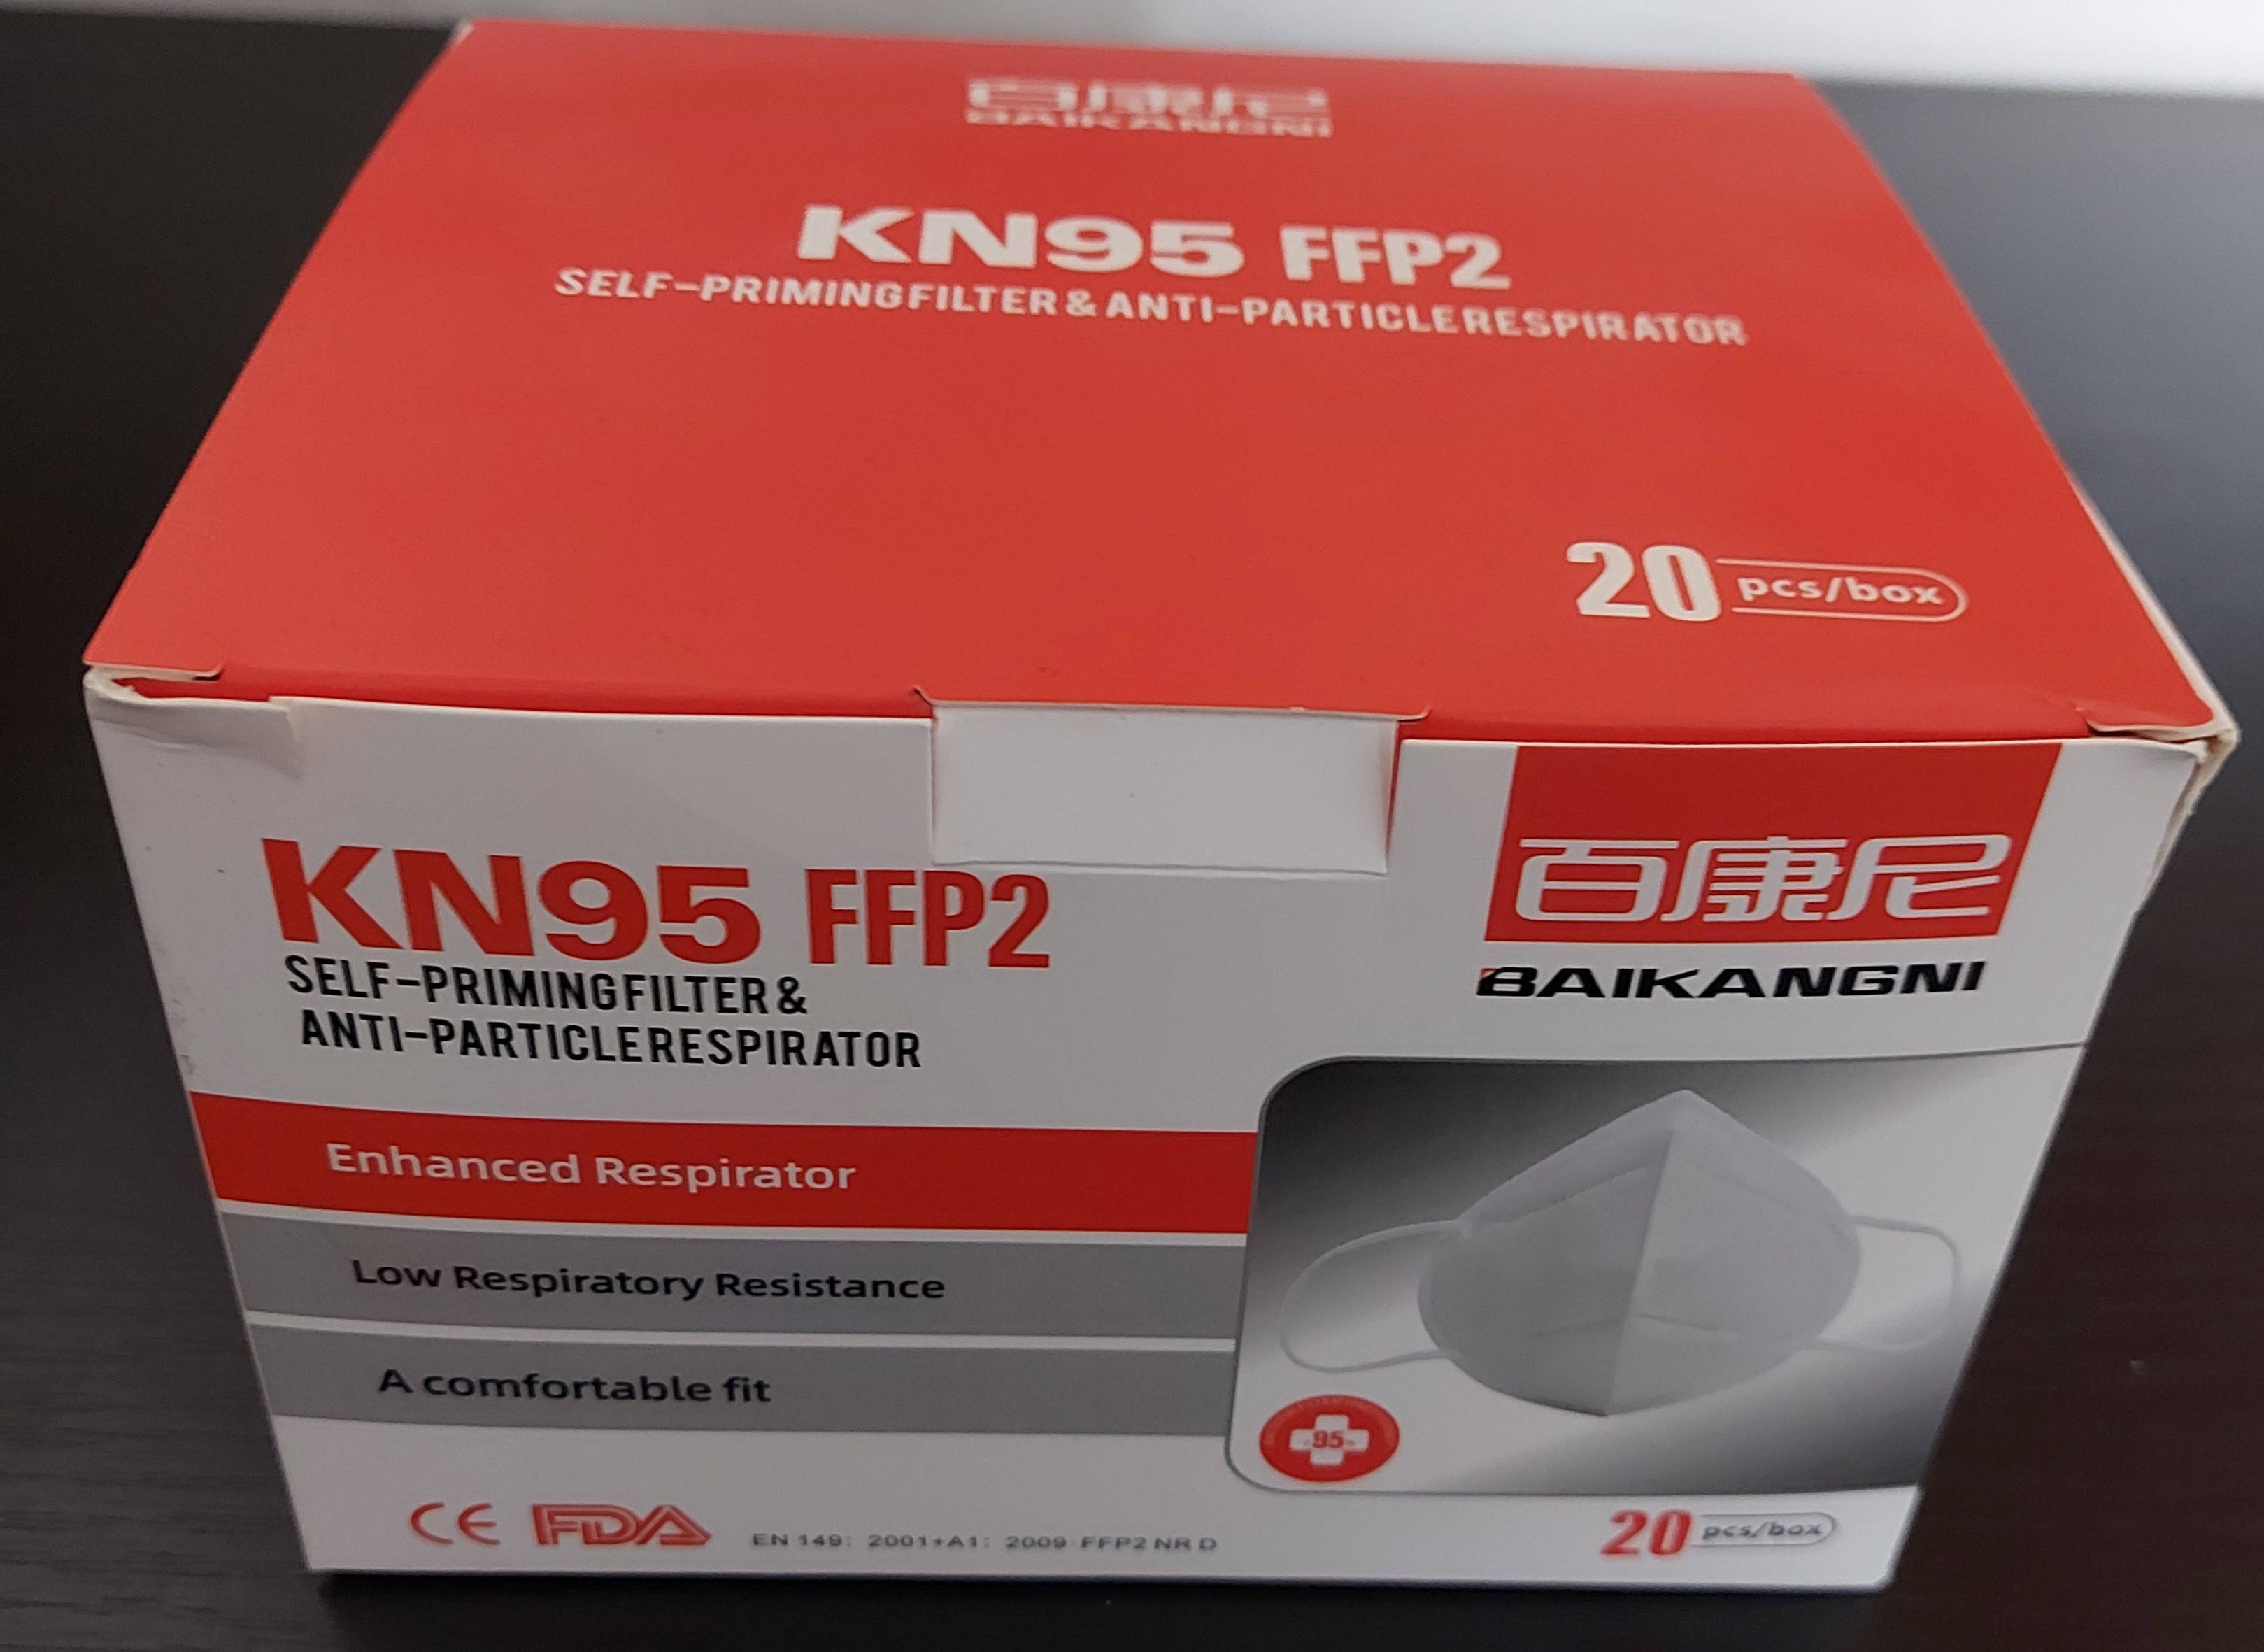 百康尼
BAIKANGNI
KN95 FFP2
SELF-PRIMINGFILTER & ANTI-PARTICLERESPIRATOR
20 pcs/box
KN95 FFP2
SELF-PRIMINGFILTER &
ANTI-PARTICLERESPIRATOR
百康尼
BAIKANGNI
Enhanced Respirator
Low Respiratory Resistance
A comfortable fit
95
CE FDA EN 149: 2001+A1: 2009 FFP2 NR D
20 pcs/box